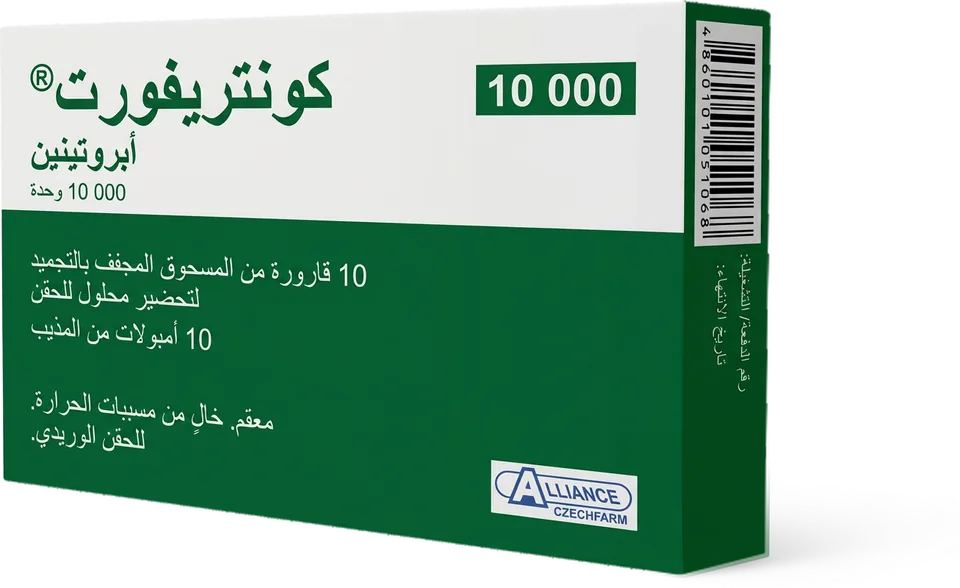 كونتريفورت®
10 000
أبروتينين
10 000 وحدة
10 قارورة من المسحوق المجفف بالتجميد
لتحضير محلول للحقن
10 أمبولات من المذيب
معقم. خالٍ من مسببات الحرارة.
للحقن الوريدي.
ALLIANCE
CZECHFARM
4860101051068
رقم الدفعة/ التشغيلة:
تاريخ الانتهاء: